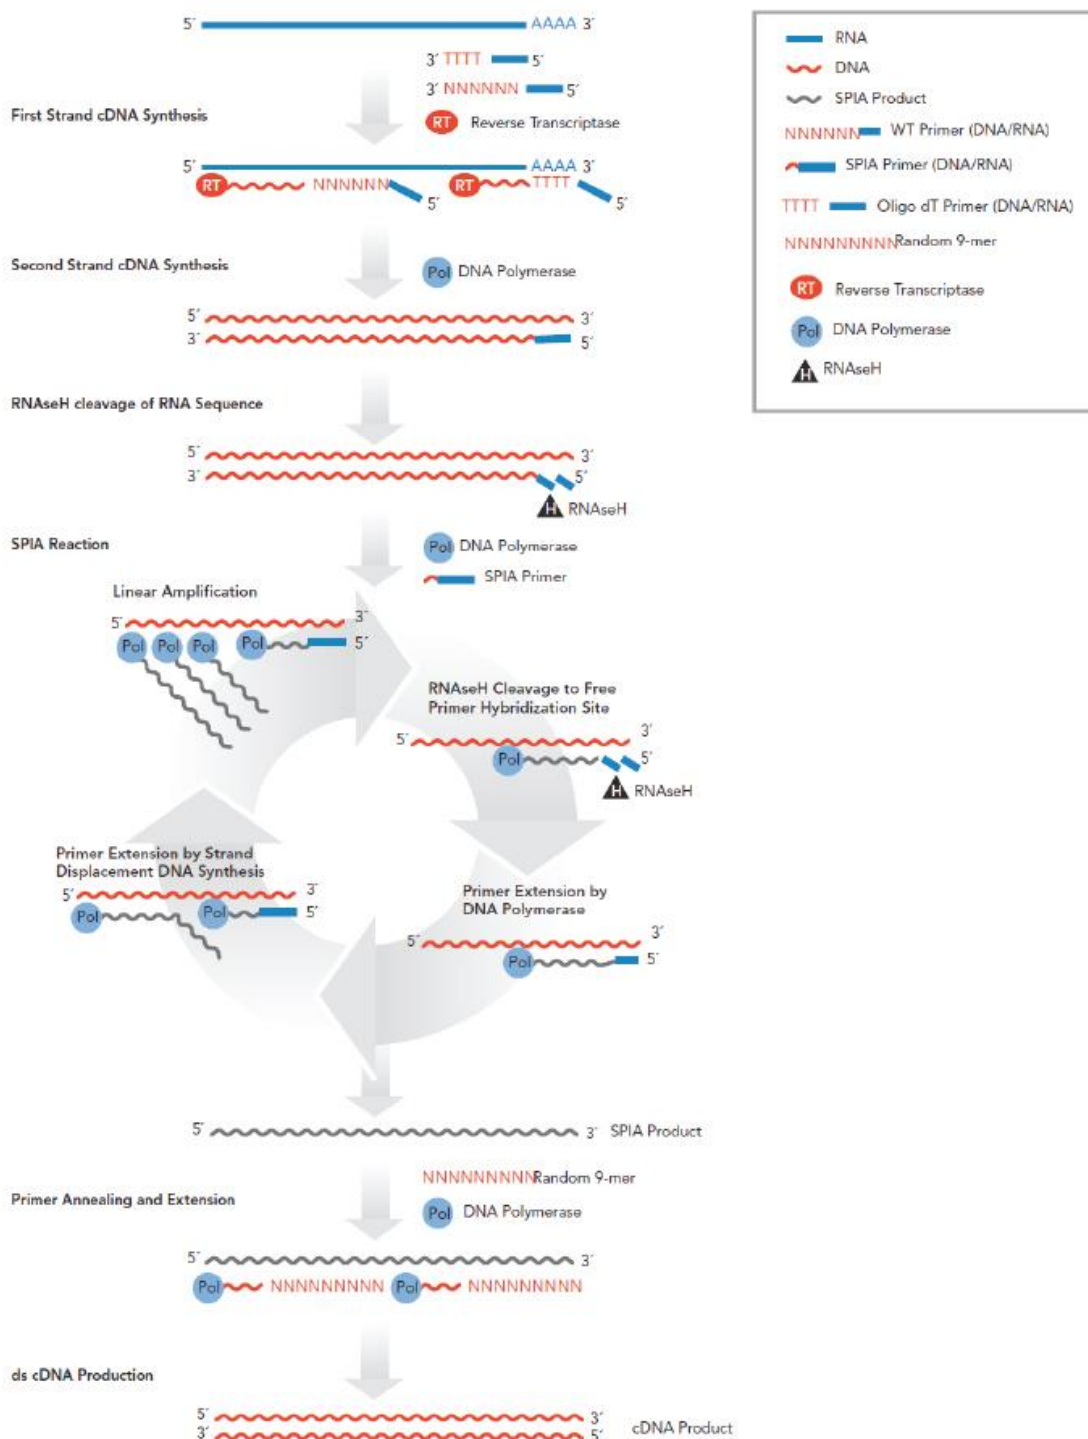 5´ AAAA 3´
3´ TTTT 5´
3´ NNNNNN 5´
First Strand cDNA Synthesis
RT Reverse Transcriptase
5´ AAAA 3´
RT NNNNNN 5´ RT TTTT 5´
Second Strand cDNA Synthesis
Pol DNA Polymerase
5´ 3´
3´ 5´
RNAseH cleavage of RNA Sequence
5´ 3´
3´ 5´
H RNAseH
SPIA Reaction
Pol DNA Polymerase
SPIA Primer
Linear Amplification
5´ 3´
Pol Pol Pol Pol 5´
RNAseH Cleavage to Free
Primer Hybridization Site
5´ 3´
Pol 5´
H RNAseH
Primer Extension by
DNA Polymerase
5´ 3´
Pol 5´
Primer Extension by Strand
Displacement DNA Synthesis
5´ 3´
Pol Pol 5´
5´ 3´ SPIA Product
NNNNNNNNNRandom 9-mer
Primer Annealing and Extension
Pol DNA Polymerase
5´ 3´
Pol NNNNNNNNN Pol NNNNNNNNN
ds cDNA Production
5´ 3´
3´ 5´
cDNA Product
RNA
DNA
SPIA Product
NNNNNN WT Primer (DNA/RNA)
SPIA Primer (DNA/RNA)
TTTT Oligo dT Primer (DNA/RNA)
NNNNNNNNNRandom 9-mer
RT Reverse Transcriptase
Pol DNA Polymerase
H RNAseH